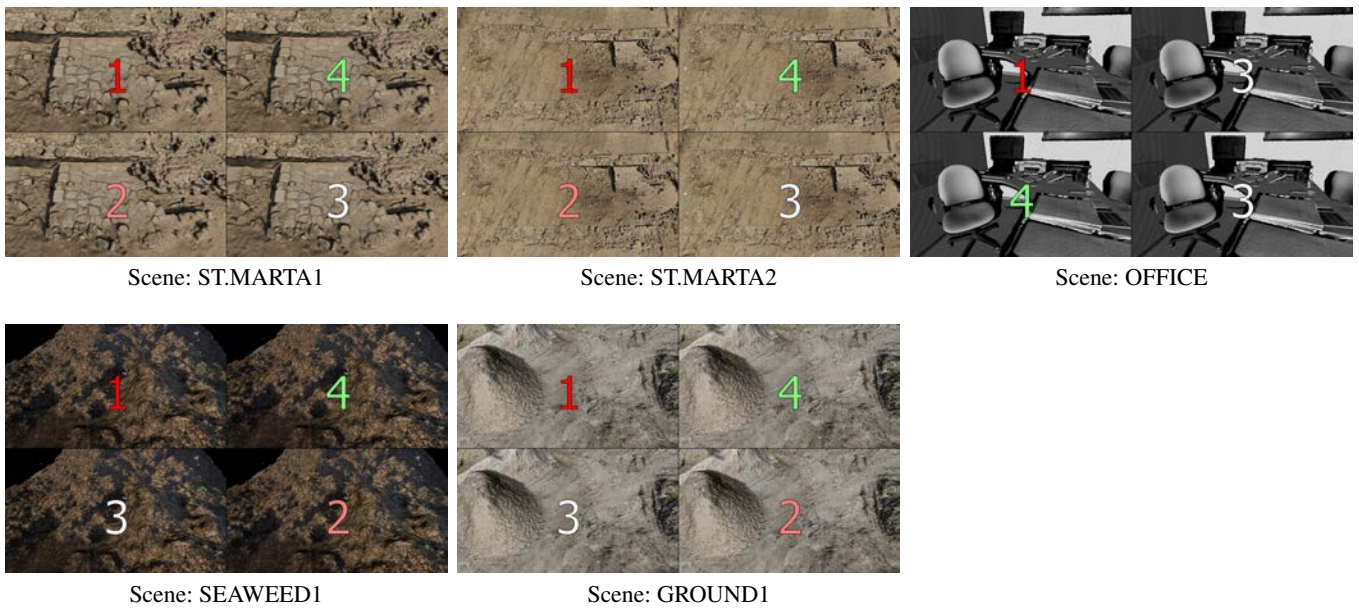 1 4
2 3
Scene: ST.MARTA1
1 4
2 3
Scene: ST.MARTA2
1 3
4 3
Scene: OFFICE
1 4
3 2
Scene: SEAWEED1
1 4
3 2
Scene: GROUND1